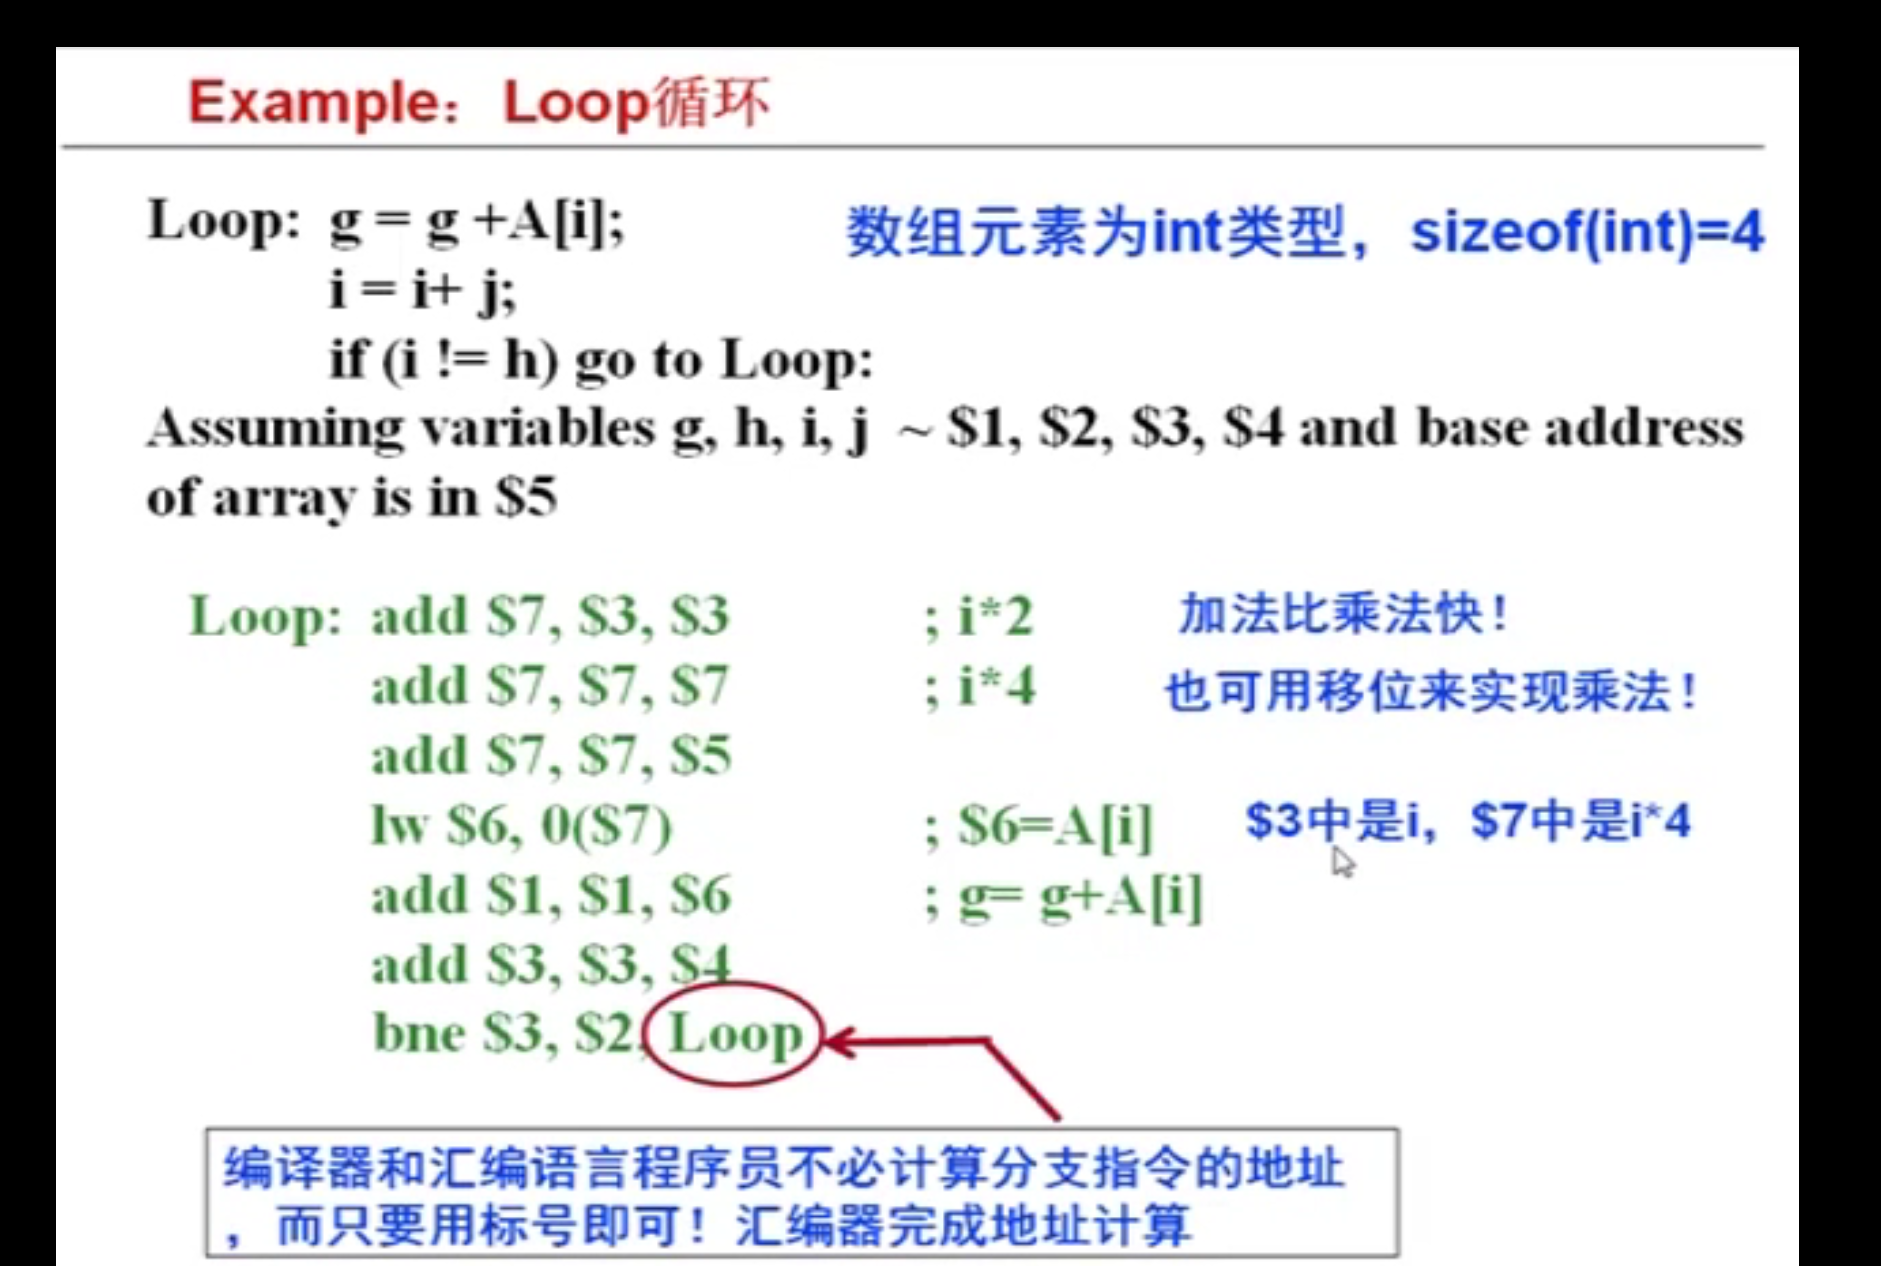 Example： Loop循环
Loop: g = g +A[i];
数组元素为int类型，sizeof(int)=4
i = i+ j;
if (i != h) go to Loop:
Assuming variables g, h, i, j ~ $1, $2, $3, $4 and base address
of array is in $5
Loop: add $7, $3, $3 ; i*2 加法比乘法快！
add $7, $7, $7 ; i*4 也可用移位来实现乘法！
add $7, $7, $5
lw $6, 0($7) ; $6=A[i] $3中是i，$7中是i*4
add $1, $1, $6 ; g= g+A[i]
add $3, $3, $4
bne $3, $2, Loop
编译器和汇编语言程序员不必计算分支指令的地址
，而只要用标号即可！汇编器完成地址计算